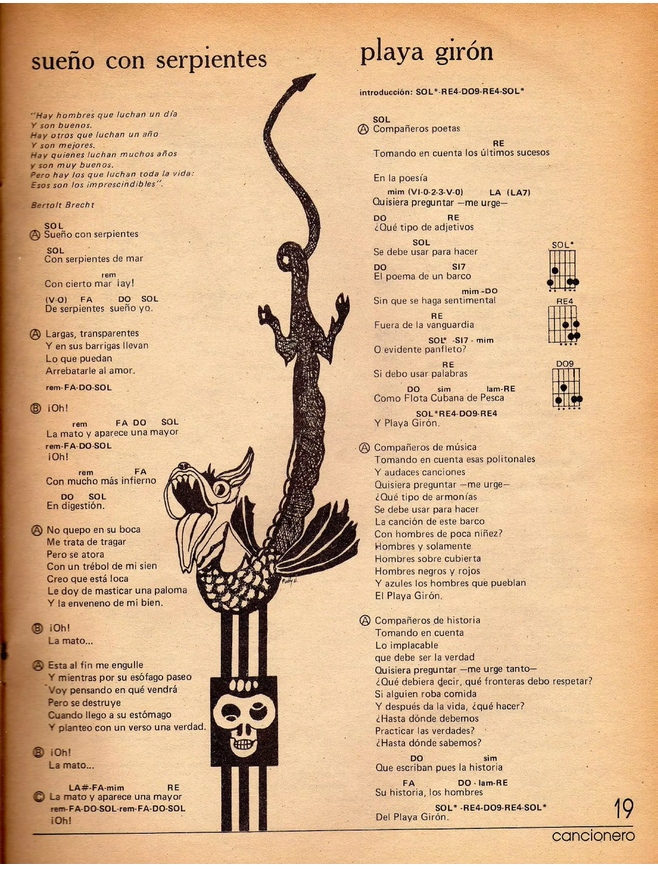 sueño con serpientes
"Hay hombres que luchan un día
Y son buenos.
Hay otros que luchan un año
Y son mejores.
Hay quienes luchan muchos años
y son muy buenos.
Pero hay los que luchan toda la vida:
Esos son los imprescindibles".
Bertolt Brecht
SOL
Ⓐ Sueño con serpientes
SOL
Con serpientes de mar
rem
Con cierto mar ¡ay!
(V-O) FA DO SOL
De serpientes sueño yo.
Ⓐ Largas, transparentes
Y en sus barrigas llevan
Lo que puedan
Arrebatarle al amor.
rem-FA-DO-SOL
Ⓑ ¡Oh!
rem FA DO SOL
La mato y aparece una mayor
rem-FA-DO-SOL
¡Oh!
rem FA
Con mucho más infierno
DO SOL
En digestión.
Ⓐ No quepo en su boca
Me trata de tragar
Pero se atora
Con un trébol de mi sien
Creo que está loca
Le doy de masticar una paloma
Y la enveneno de mi bien.
Ⓑ ¡Oh!
La mato...
Ⓐ Esta al fin me engulle
Y mientras por su esófago paseo
Voy pensando en qué vendrá
Pero se destruye
Cuando llego a su estómago
Y planteo con un verso una verdad.
Ⓑ ¡Oh!
La mato...
LA#-FA-mim RE
Ⓒ La mato y aparece una mayor
rem-FA-DO-SOL-rem-FA-DO-SOL
¡Oh!
playa girón
introducción: SOL*-RE4-DO9-RE4-SOL*
SOL
Ⓐ Compañeros poetas
RE
Tomando en cuenta los últimos sucesos
En la poesía
mim (VI-0-2-3-V-0) LA (LA7)
Quisiera preguntar —me urge—
DO RE
¿Qué tipo de adjetivos
SOL
Se debe usar para hacer
DO SI7
El poema de un barco
mim-DO
Sin que se haga sentimental
RE
Fuera de la vanguardia
SOL* -SI7 - mim
O evidente panfleto?
RE
Si debo usar palabras
DO sim lam-RE
Como Flota Cubana de Pesca
SOL*RE4-DO9-RE4
Y Playa Girón.
SOL*
RE4
DO9
Ⓐ Compañeros de música
Tomando en cuenta esas politonales
Y audaces canciones
Quisiera preguntar —me urge—
¿Qué tipo de armonías
Se debe usar para hacer
La canción de este barco
Con hombres de poca niñez?
Hombres y solamente
Hombres sobre cubierta
Hombres negros y rojos
Y azules los hombres que pueblan
El Playa Girón.
Ⓐ Compañeros de historia
Tomando en cuenta
Lo implacable
que debe ser la verdad
Quisiera preguntar —me urge tanto—
¿Qué debiera decir, qué fronteras debo respetar?
Si alguien roba comida
Y después da la vida, ¿qué hacer?
¿Hasta dónde debemos
Practicar las verdades?
¿Hasta dónde sabemos?
DO sim
Que escriban pues la historia
FA DO - lam-RE
Su historia, los hombres
SOL* -RE4-DO9-RE4-SOL*
Del Playa Girón.
19
cancionero